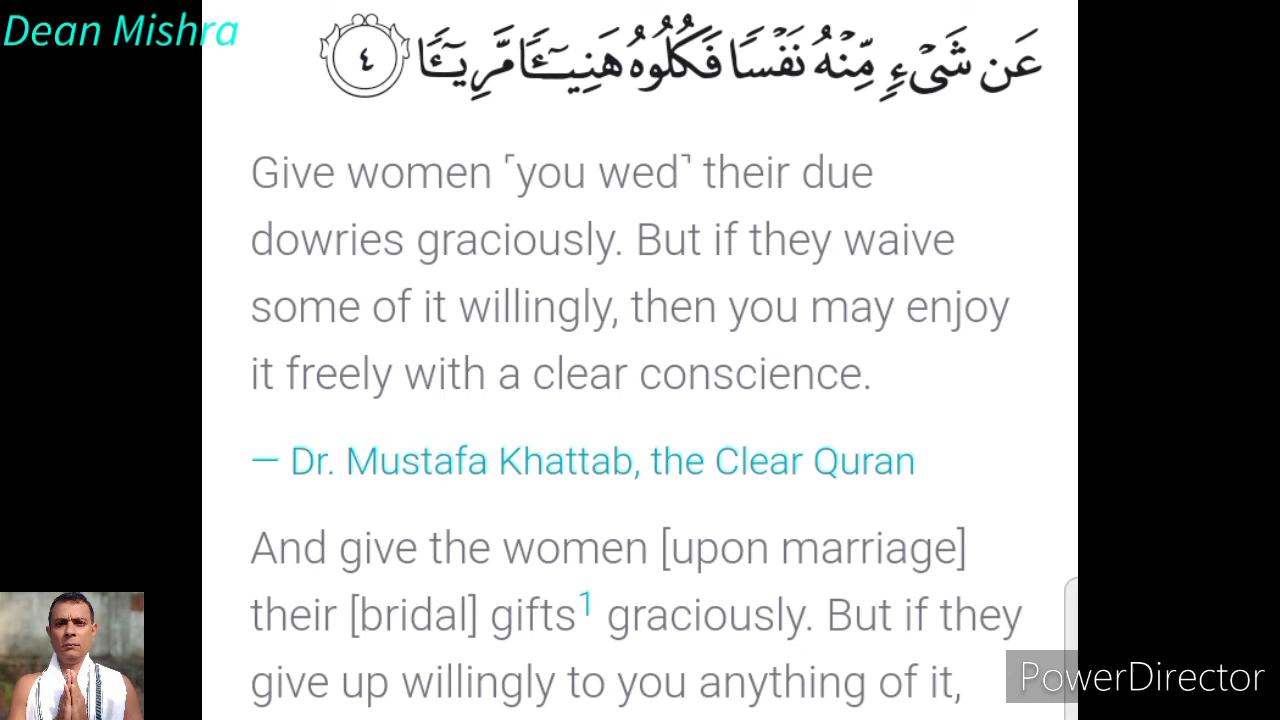 Dean Mishra
عَن شَىْءٍ مِّنْهُ نَفْسًا فَكُلُوهُ هَنِيٓـًٔا مَّرِيٓـًٔا ٤
Give women ˹you wed˺ their due
dowries graciously. But if they waive
some of it willingly, then you may enjoy
it freely with a clear conscience.
— Dr. Mustafa Khattab, the Clear Quran
And give the women [upon marriage]
their [bridal] gifts1 graciously. But if they
give up willingly to you anything of it,
PowerDirector